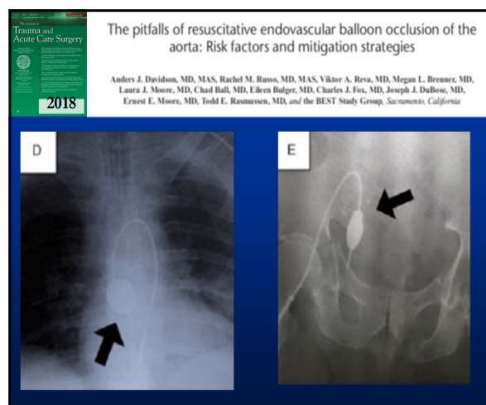 Trauma and
Acute Care Surgery
2018
The pitfalls of resuscitative endovascular balloon occlusion of the
aorta: Risk factors and mitigation strategies
Anders J. Davidson, MD, MAS, Rachel M. Russo, MD, MAS, Viktor A. Reva, MD, Megan L. Brenner, MD,
Laura J. Moore, MD, Chad Ball, MD, Eileen Bulger, MD, Charles J. Fox, MD, Joseph J. DuBose, MD,
Ernest E. Moore, MD, Todd E. Rasmussen, MD, and the BEST Study Group, Sacramento, California
D
E